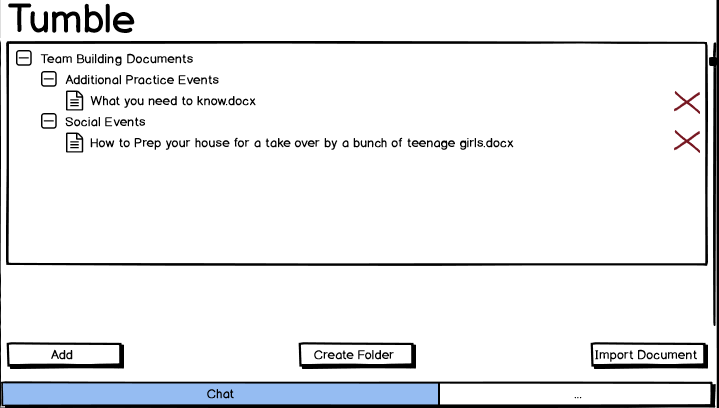 Tumble
Team Building Documents
Additional Practice Events
What you need to know.docx
Social Events
How to Prep your house for a take over by a bunch of teenage girls.docx
Add
Create Folder
Import Document
Chat
...